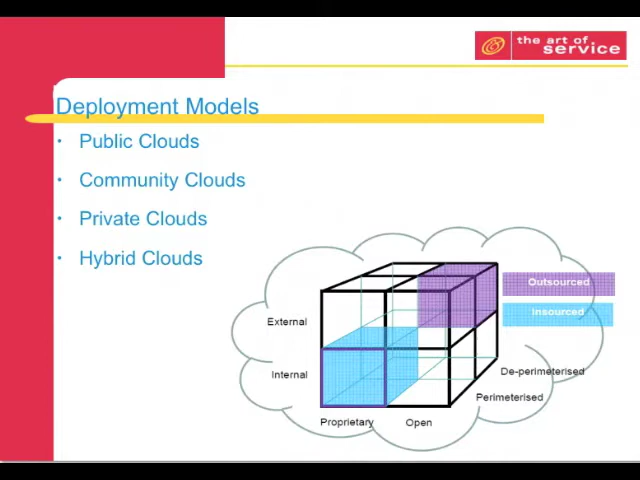 the art of
service
Deployment Models
• Public Clouds
• Community Clouds
• Private Clouds
• Hybrid Clouds
Outsourced
Insourced
External
Internal
De-perimeterised
Perimeterised
Proprietary
Open